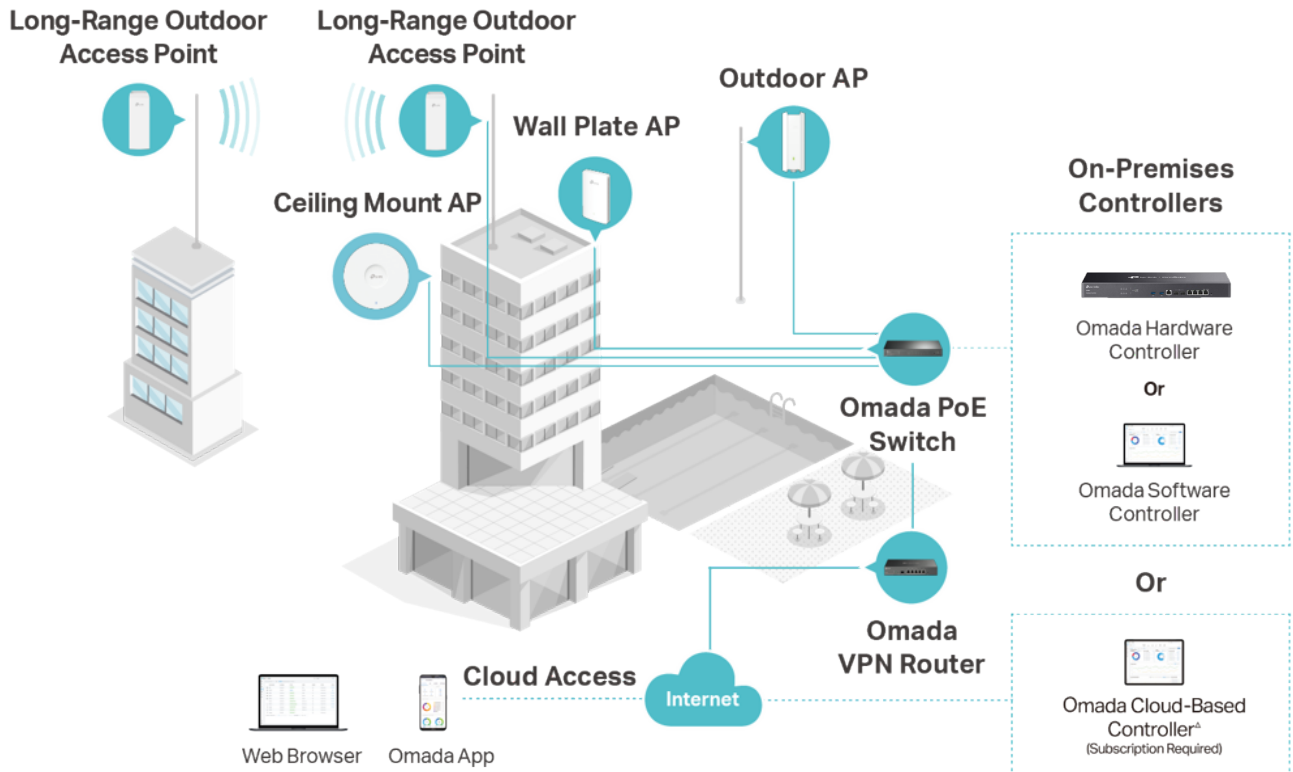 Long-Range Outdoor
Access Point
Long-Range Outdoor
Access Point
Outdoor AP
Wall Plate AP
Ceiling Mount AP
On-Premises
Controllers
Omada Hardware
Controller
Or
Omada Software
Controller
Omada PoE
Switch
Or
Omada
VPN Router
Cloud Access
Internet
Web Browser
Omada App
Omada Cloud-Based
Controller△
(Subscription Required)